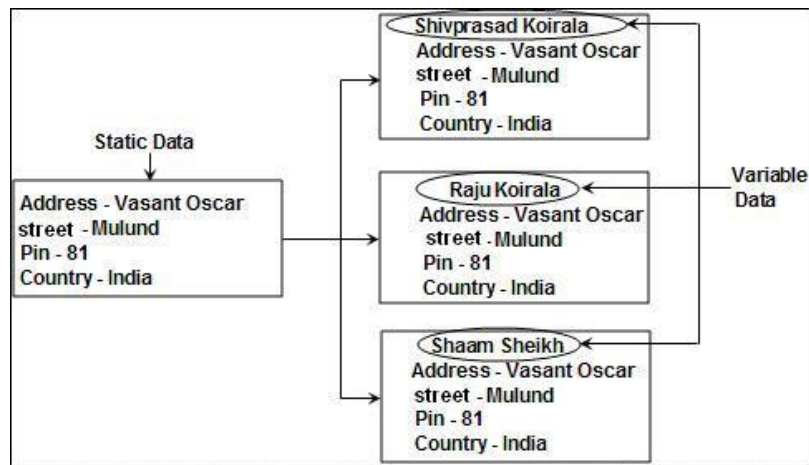 Static Data
Address - Vasant Oscar
street - Mulund
Pin - 81
Country - India
Shivprasad Koirala
Address - Vasant Oscar
street - Mulund
Pin - 81
Country - India
Raju Koirala
Address - Vasant Oscar
street - Mulund
Pin - 81
Country - India
Shaam Sheikh
Address - Vasant Oscar
street - Mulund
Pin - 81
Country - India
Variable
Data